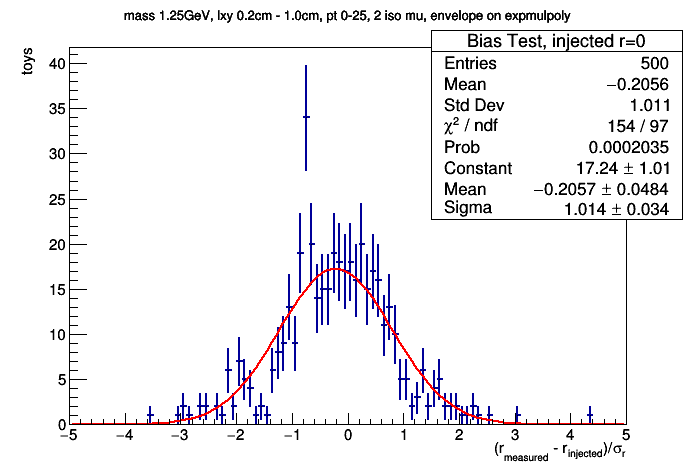 mass 1.25GeV, lxy 0.2cm - 1.0cm, pt 0-25, 2 iso mu, envelope on expmulpoly
toys
Bias Test, injected r=0
Entries 500
Mean −0.2056
Std Dev 1.011
χ² / ndf 154 / 97
Prob 0.0002035
Constant 17.24 ± 1.01
Mean −0.2057 ± 0.0484
Sigma 1.014 ± 0.034
40
35
30
25
20
15
10
5
0
−5 −4 −3 −2 −1 0 1 2 3 4 5
(r_measured - r_injected)/σ_r